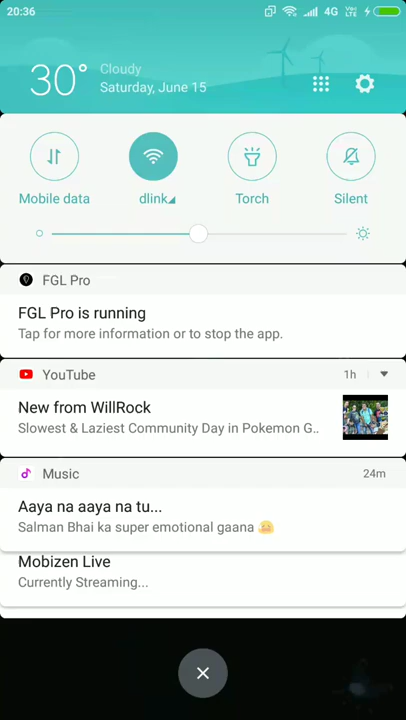 20:36
4G
Vo)
LTE
30°
Cloudy
Saturday, June 15
Mobile data
dlink
Torch
Silent
FGL Pro
FGL Pro is running
Tap for more information or to stop the app.
YouTube
1h
New from WillRock
Slowest & Laziest Community Day in Pokemon G..
Music
24m
Aaya na aaya na tu...
Salman Bhai ka super emotional gaana
Mobizen Live
Currently Streaming...